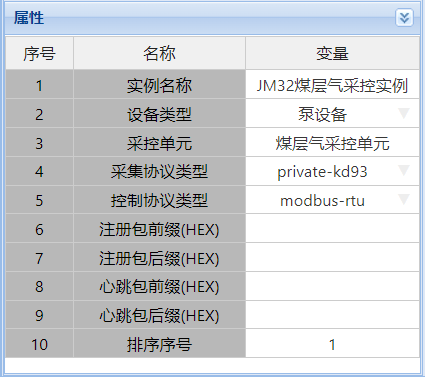 属性
序号 名称 变量
1 实例名称 JM32煤层气采控实例
2 设备类型 泵设备
3 采控单元 煤层气采控单元
4 采集协议类型 private-kd93
5 控制协议类型 modbus-rtu
6 注册包前缀(HEX)
7 注册包后缀(HEX)
8 心跳包前缀(HEX)
9 心跳包后缀(HEX)
10 排序序号 1